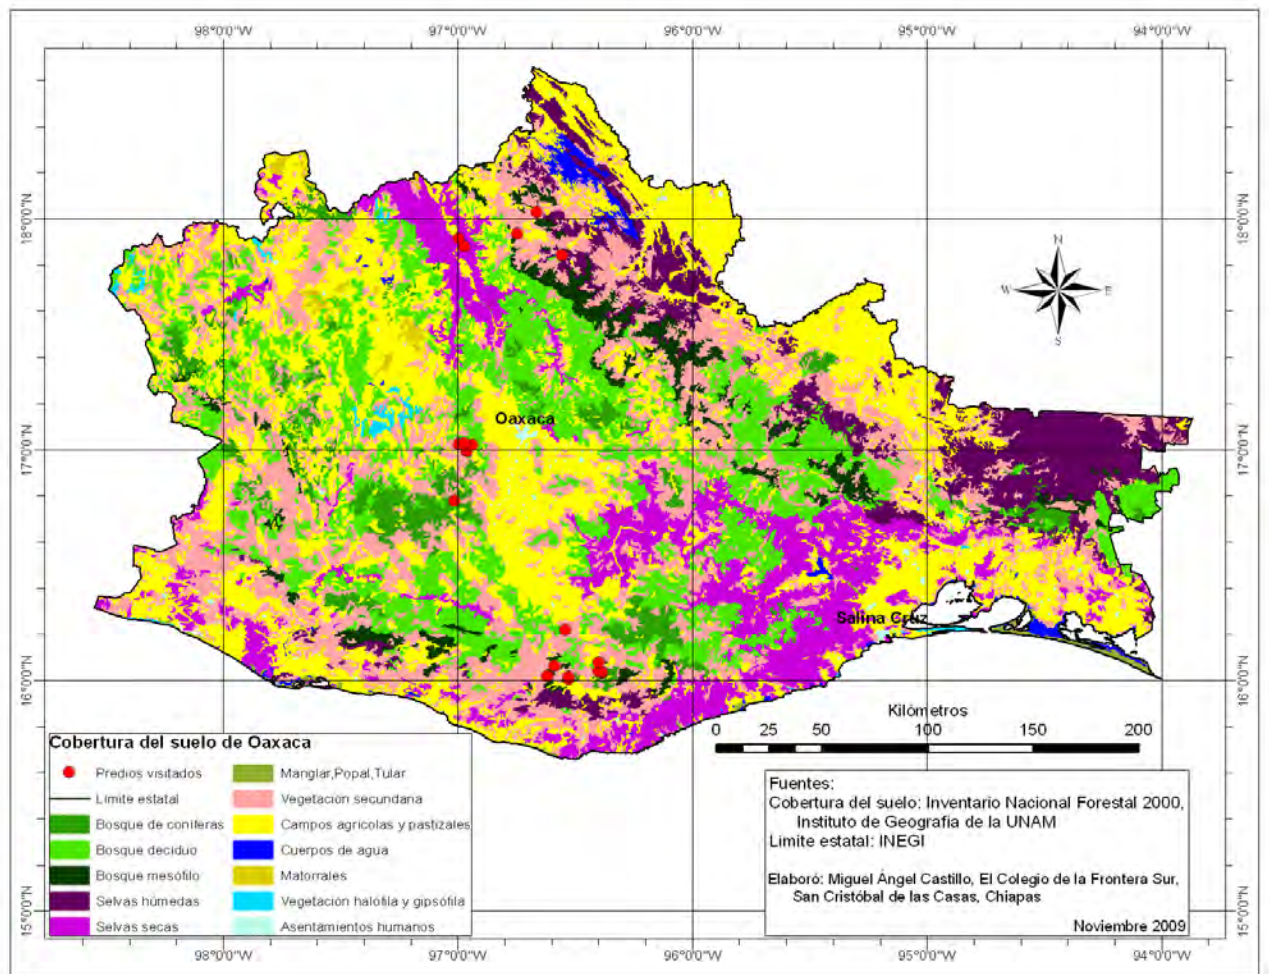 98°0'0"W 97°0'0"W 96°0'0"W 95°0'0"W 94°0'0"W
18°0'0"N 18°0'0"N
N
W E
S
Oaxaca
17°0'0"N 17°0'0"N
Salina Cruz
16°0'0"N 16°0'0"N
Kilómetros
0 25 50 100 150 200
Cobertura del suelo de Oaxaca
Predios visitados
Límite estatal
Bosque de coníferas
Bosque deciduo
Bosque mesófilo
Selvas húmedas
Selvas secas
Manglar,Popal,Tular
Vegetación secundaria
Campos agrícolas y pastizales
Cuerpos de agua
Matorrales
Vegetación halófila y gipsófila
Asentamientos humanos
Fuentes:
Cobertura del suelo: Inventario Nacional Forestal 2000,
Instituto de Geografía de la UNAM
Limite estatal: INEGI
Elaboró: Miguel Ángel Castillo, El Colegio de la Frontera Sur,
San Cristóbal de las Casas, Chiapas
Noviembre 2009
15°0'0"N 15°0'0"N
98°0'0"W 97°0'0"W 96°0'0"W 95°0'0"W 94°0'0"W